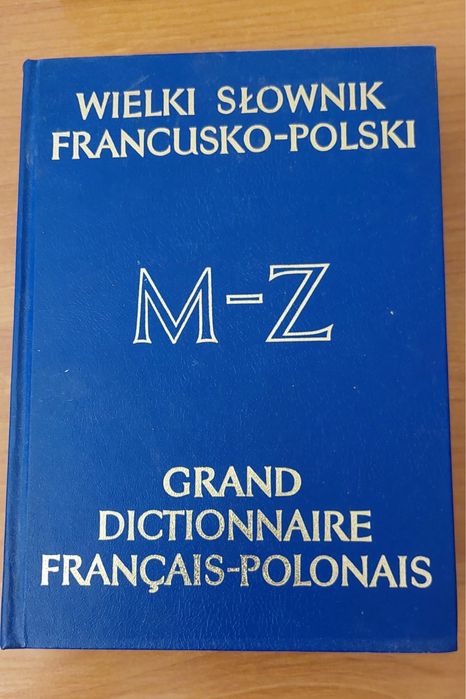 WIELKI SŁOWNIK
FRANCUSKO-POLSKI
M-Z
GRAND
DICTIONNAIRE
FRANÇAIS-POLONAIS